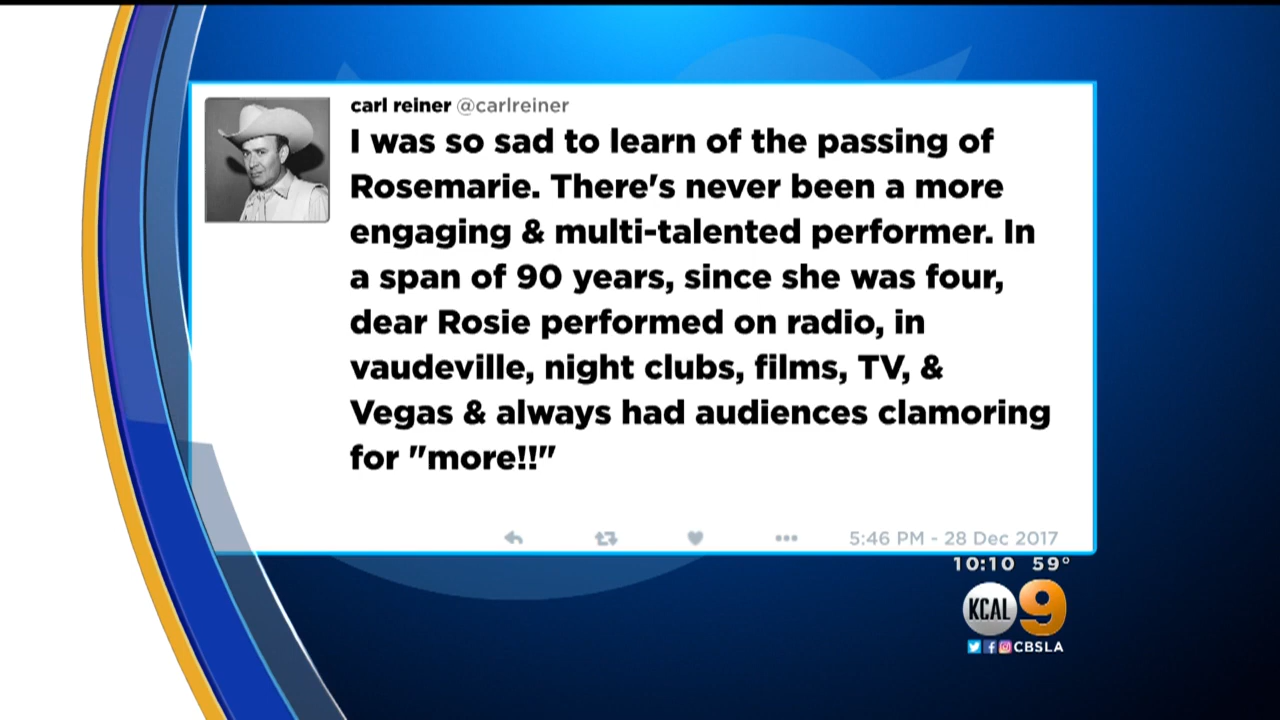 carl reiner @carlreiner
I was so sad to learn of the passing of
Rosemarie. There's never been a more
engaging & multi-talented performer. In
a span of 90 years, since she was four,
dear Rosie performed on radio, in
vaudeville, night clubs, films, TV, &
Vegas & always had audiences clamoring
for "more!!"
5:46 PM - 28 Dec 2017
10:10 59°
KCAL 9
CBSLA